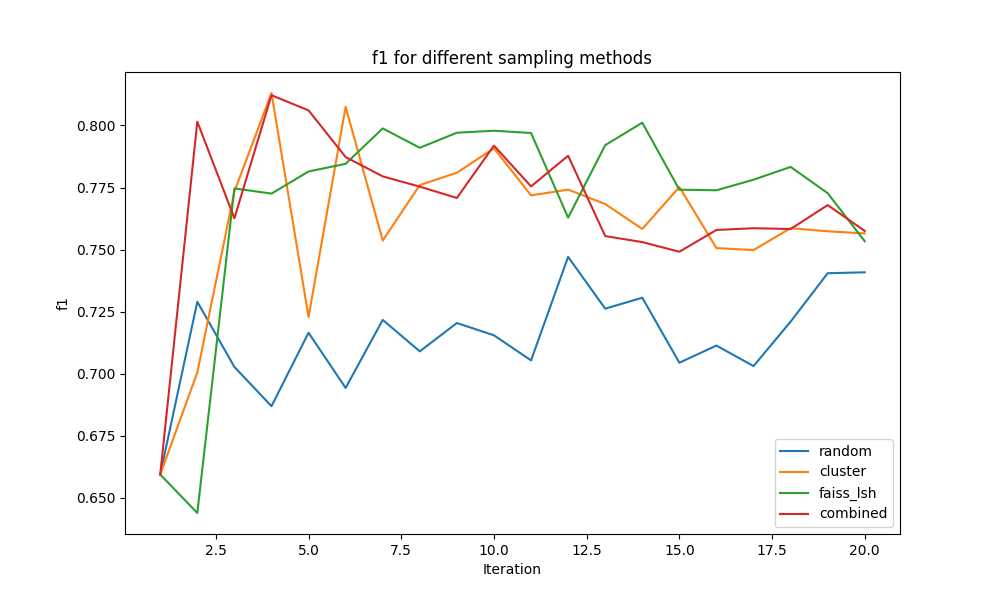 f1 for different sampling methods
f1
0.800
0.775
0.750
0.725
0.700
0.675
0.650
2.5 5.0 7.5 10.0 12.5 15.0 17.5 20.0
Iteration
random
cluster
faiss_lsh
combined